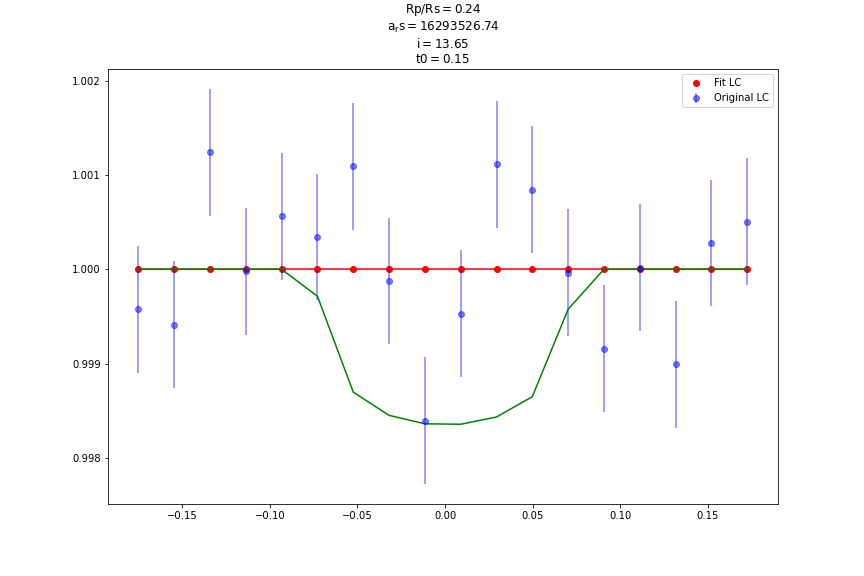 Rp/Rs = 0.24
aᵣs = 16293526.74
i = 13.65
t0 = 0.15
1.002
1.001
1.000
0.999
0.998
Fit LC
Original LC
−0.15
−0.10
−0.05
0.00
0.05
0.10
0.15